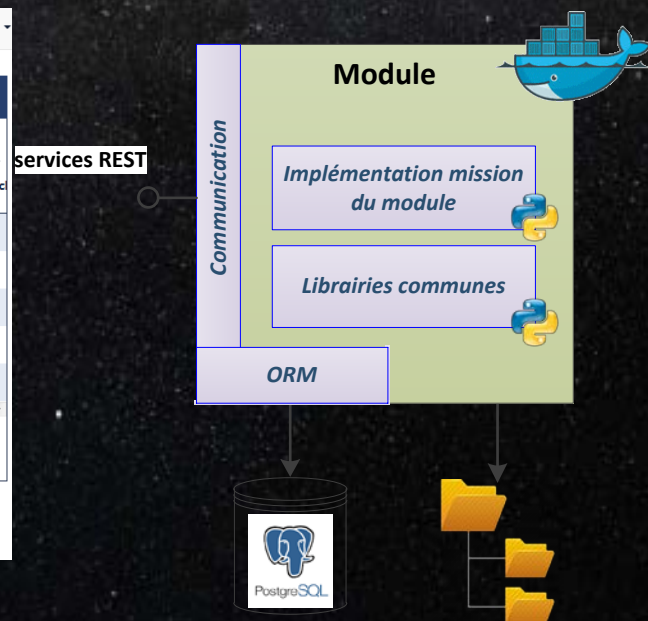 Module
services REST
Communication
Implémentation mission
du module
Librairies communes
ORM
PostgreSQL